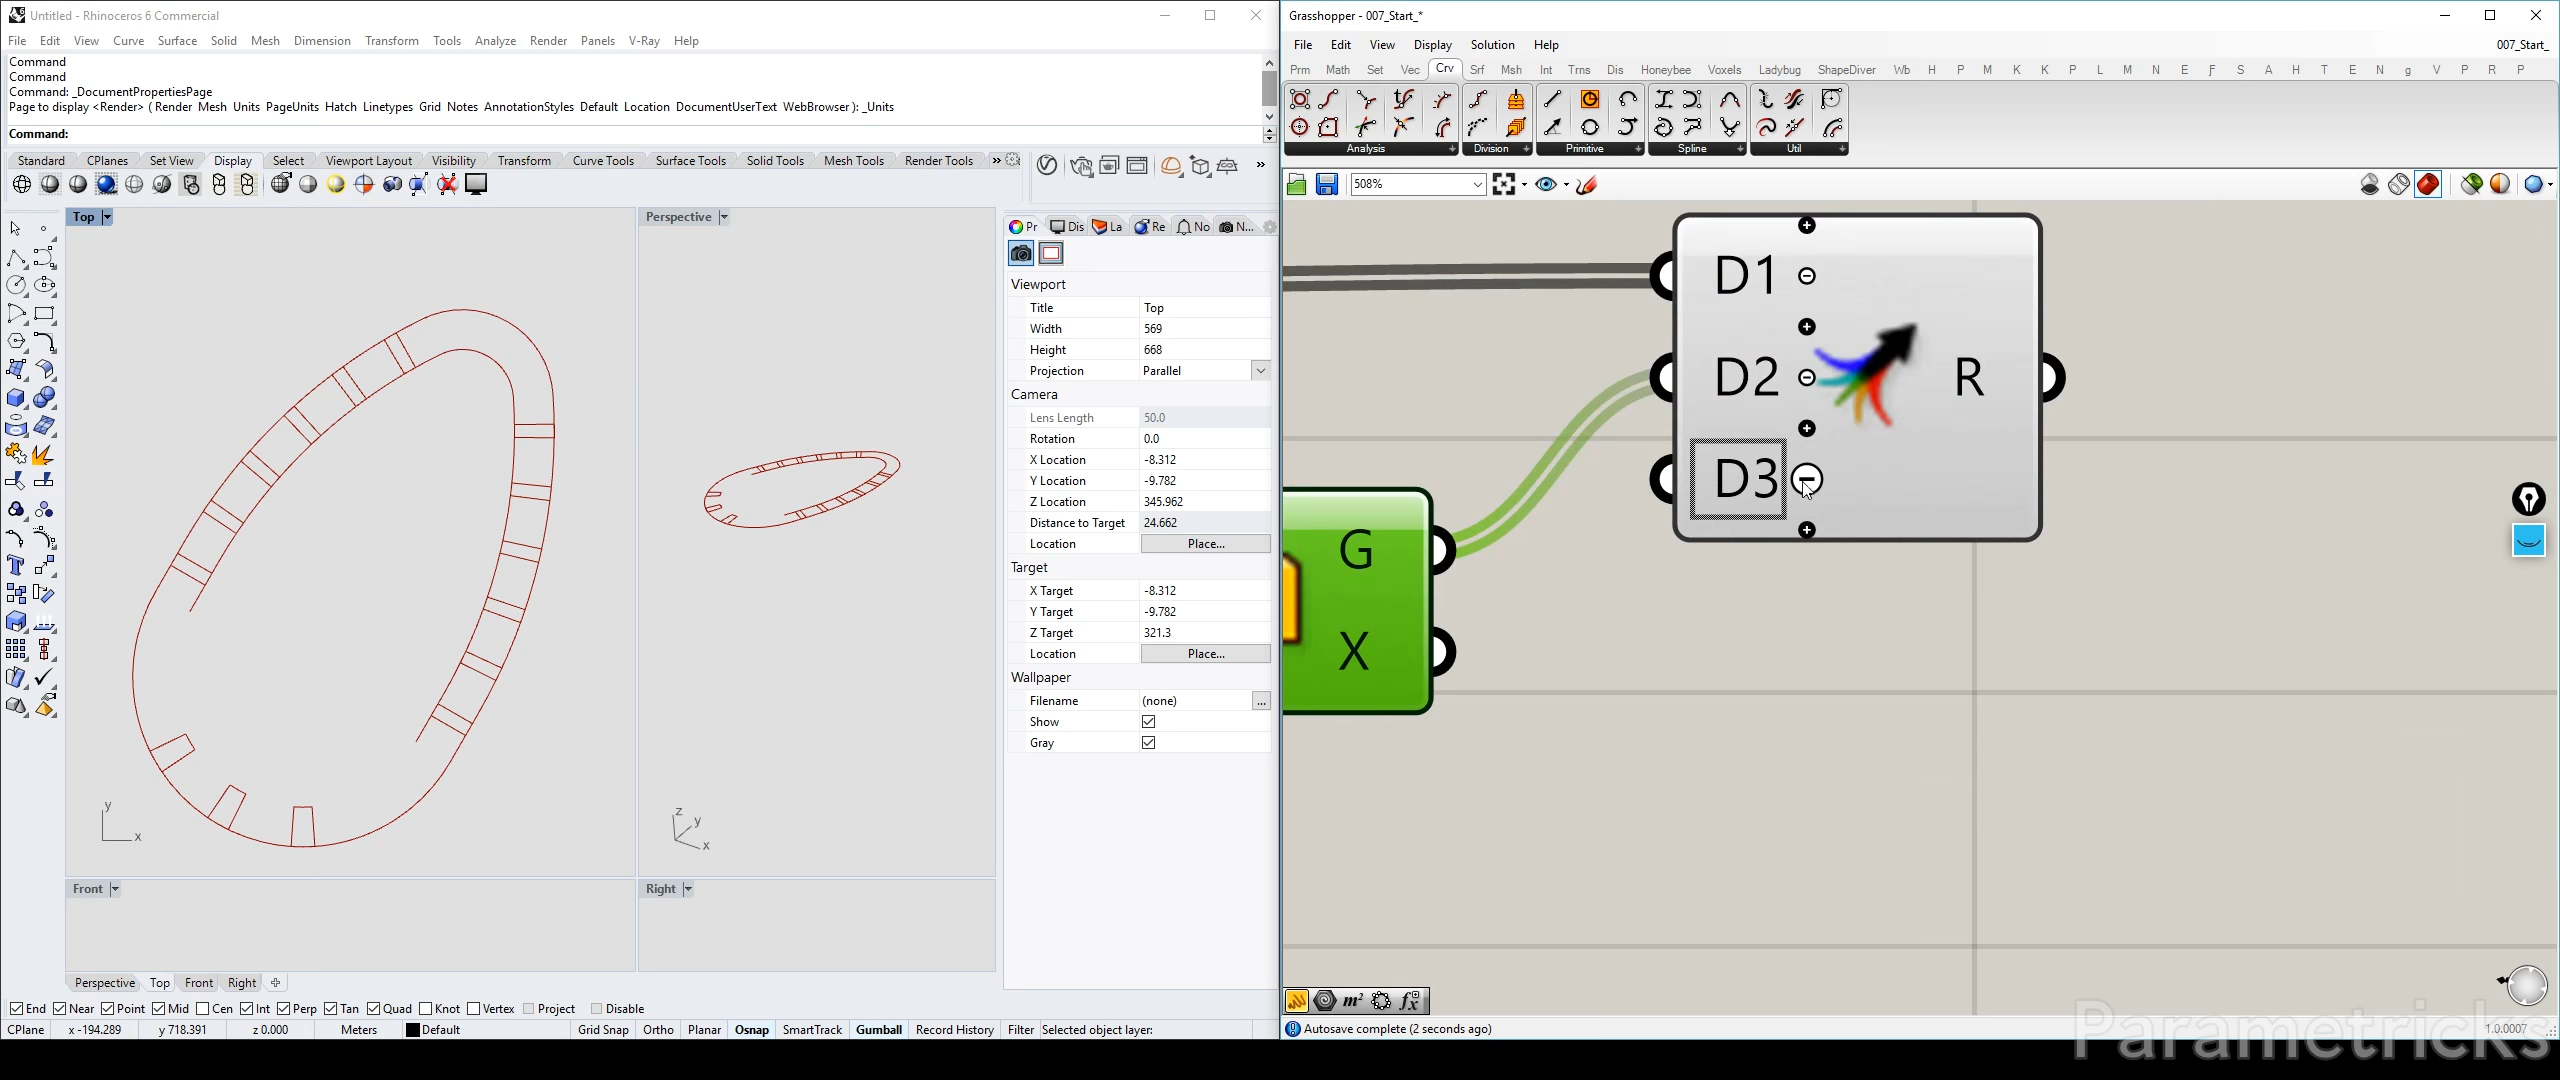 Untitled - Rhinoceros 6 Commercial
File Edit View Curve Surface Solid Mesh Dimension Transform Tools Analyze Render Panels V-Ray Help
Command
Command
Command: _DocumentPropertiesPage
Page to display <Render> ( Render Mesh Units PageUnits Hatch Linetypes Grid Notes AnnotationStyles Default Location DocumentUserText WebBrowser ): _Units
Command:
Standard CPlanes Set View Display Select Viewport Layout Visibility Transform Curve Tools Surface Tools Solid Tools Mesh Tools Render Tools »
»
Top
Perspective
Pr Dis La Re No N...
Viewport
Title Top
Width 569
Height 668
Projection Parallel
Camera
Lens Length 50.0
Rotation 0.0
X Location -8.312
Y Location -9.782
Z Location 345.962
Distance to Target 24.662
Location Place...
Target
X Target -8.312
Y Target -9.782
Z Target 321.3
Location Place...
Wallpaper
Filename (none) ...
Show
Gray
y
x
z
y
x
Front
Right
Perspective Top Front Right
End Near Point Mid Cen Int Perp Tan Quad Knot Vertex Project Disable
CPlane x -194.289 y 718.391 z 0.000 Meters Default Grid Snap Ortho Planar Osnap SmartTrack Gumball Record History Filter Selected object layer:
Grasshopper - 007_Start_*
File Edit View Display Solution Help 007_Start_
Prm Math Set Vec Crv Srf Msh Int Trns Dis Honeybee Voxels Ladybug ShapeDiver Wb H P M K K P L M N E F S A H T E N g V P R P
Analysis Division Primitive Spline Util
508%
D1
D2
D3
R
G
X
m²
fx
Autosave complete (2 seconds ago)
1.0.0007
Parametricks